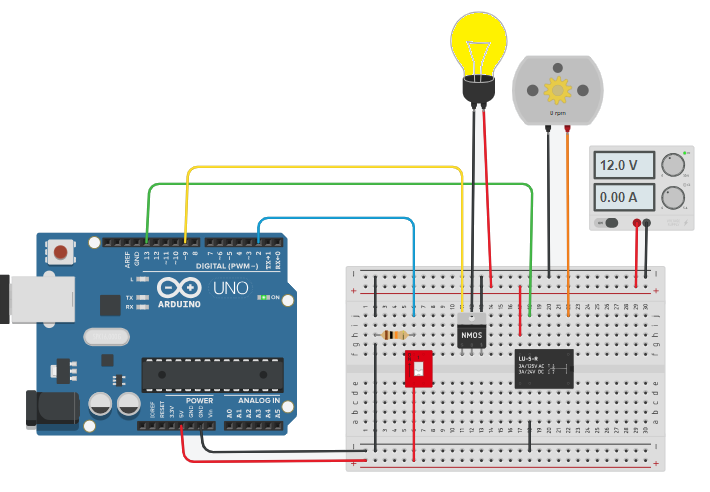 0 rpm
12.0 V
0.00 A
AREF
GND
13
12
~11
~10
~9
8
7
~6
~5
4
~3
2
TX→1
RX←0
DIGITAL (PWM~)
L
TX
RX
UNO
ON
ARDUINO
NMOS
LU-5-R
3A/125V AC
3A/24V DC
POWER
ANALOG IN
IOREF
RESET
3.3V
5V
GND
GND
Vin
A0
A1
A2
A3
A4
A5